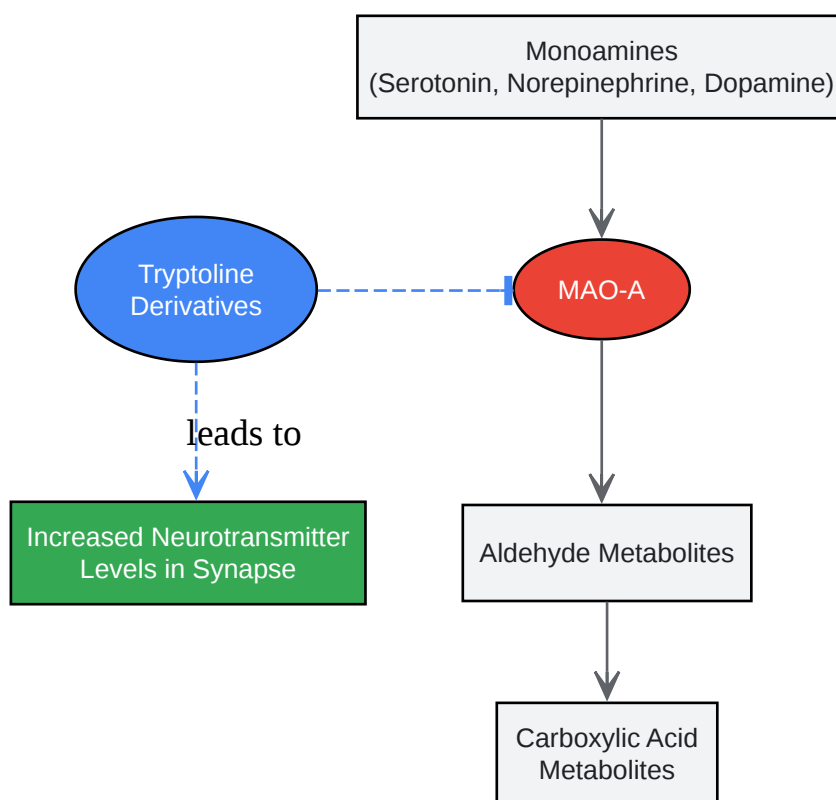 Monoamines
(Serotonin, Norepinephrine, Dopamine)
Tryptoline
Derivatives
MAO-A
leads to
Increased Neurotransmitter
Levels in Synapse
Aldehyde Metabolites
Carboxylic Acid
Metabolites